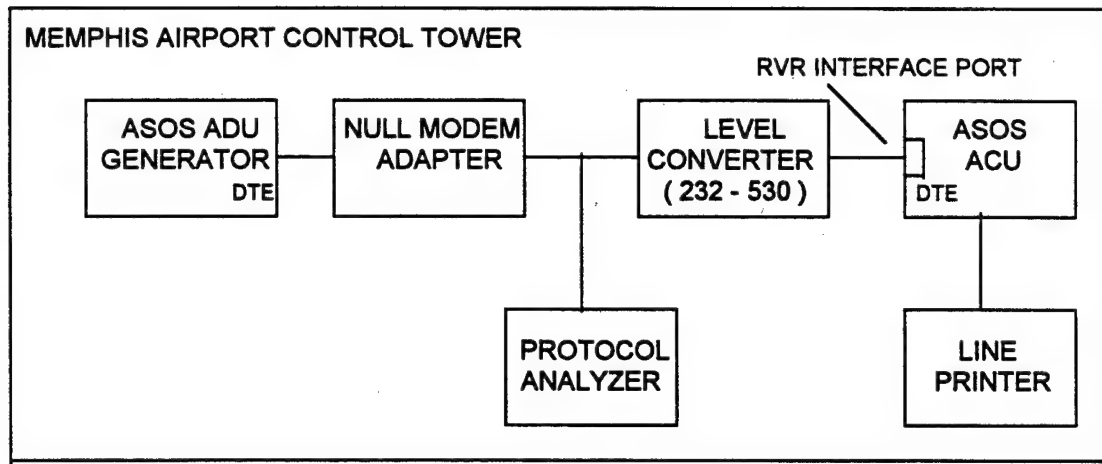 MEMPHIS AIRPORT CONTROL TOWER
RVR INTERFACE PORT
ASOS ADU
GENERATOR
DTE
NULL MODEM
ADAPTER
LEVEL
CONVERTER
( 232 - 530 )
ASOS
ACU
DTE
PROTOCOL
ANALYZER
LINE
PRINTER